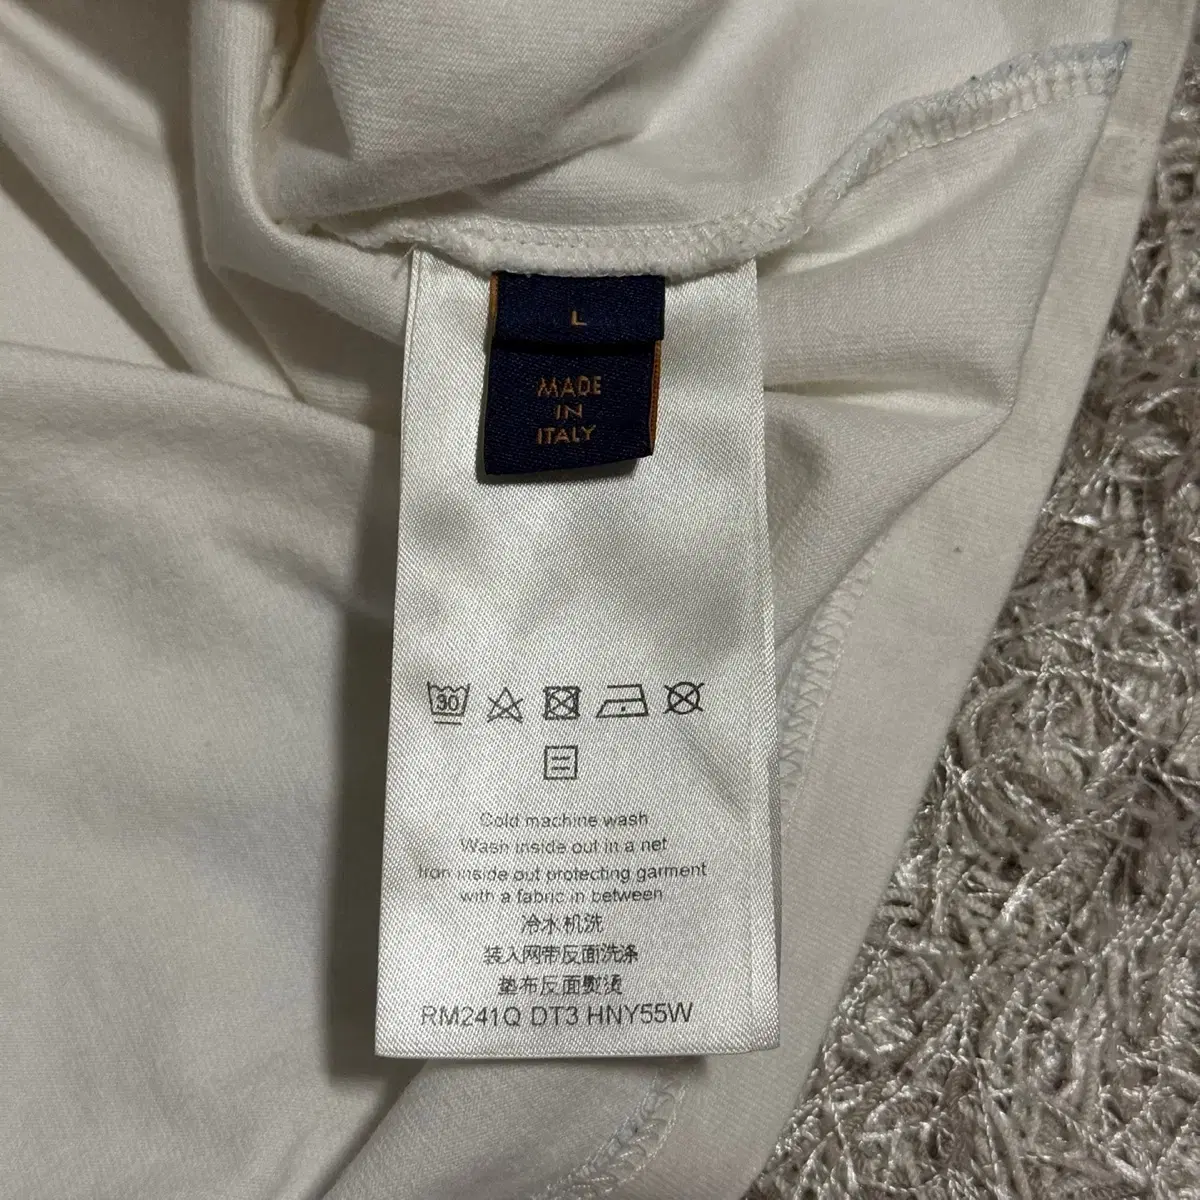 L
MADE
IN
ITALY
30
Cold machine wash
Wash inside out in a net
Iron inside out protecting garment
with a fabric in between
冷水机洗
装入网带反面洗涤
垫布反面熨烫
RM241Q DT3 HNY55W